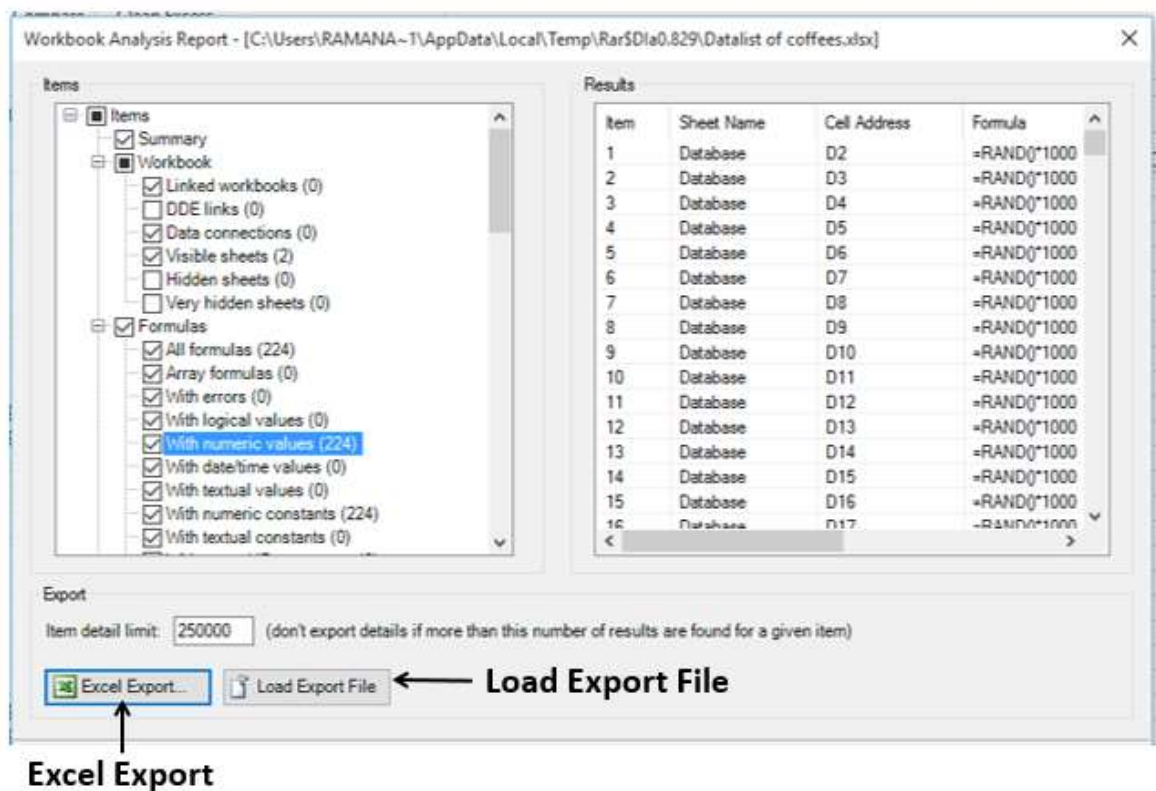 Workbook Analysis Report - [C:\Users\RAMANA~1\AppData\Local\Temp\Rar$DIa0.829\Datalist of coffees.xlsx]
Items
Items
Summary
Workbook
Linked workbooks (0)
DDE links (0)
Data connections (0)
Visible sheets (2)
Hidden sheets (0)
Very hidden sheets (0)
Formulas
All formulas (224)
Array formulas (0)
With errors (0)
With logical values (0)
With numeric values (224)
With date/time values (0)
With textual values (0)
With numeric constants (224)
With textual constants (0)
Results
Item Sheet Name Cell Address Formula
1 Database D2 =RAND()*1000
2 Database D3 =RAND()*1000
3 Database D4 =RAND()*1000
4 Database D5 =RAND()*1000
5 Database D6 =RAND()*1000
6 Database D7 =RAND()*1000
7 Database D8 =RAND()*1000
8 Database D9 =RAND()*1000
9 Database D10 =RAND()*1000
10 Database D11 =RAND()*1000
11 Database D12 =RAND()*1000
12 Database D13 =RAND()*1000
13 Database D14 =RAND()*1000
14 Database D15 =RAND()*1000
15 Database D16 =RAND()*1000
16 Database D17 =RAND()*1000
Export
Item detail limit: 250000 (don't export details if more than this number of results are found for a given item)
Excel Export... Load Export File Load Export File
Excel Export